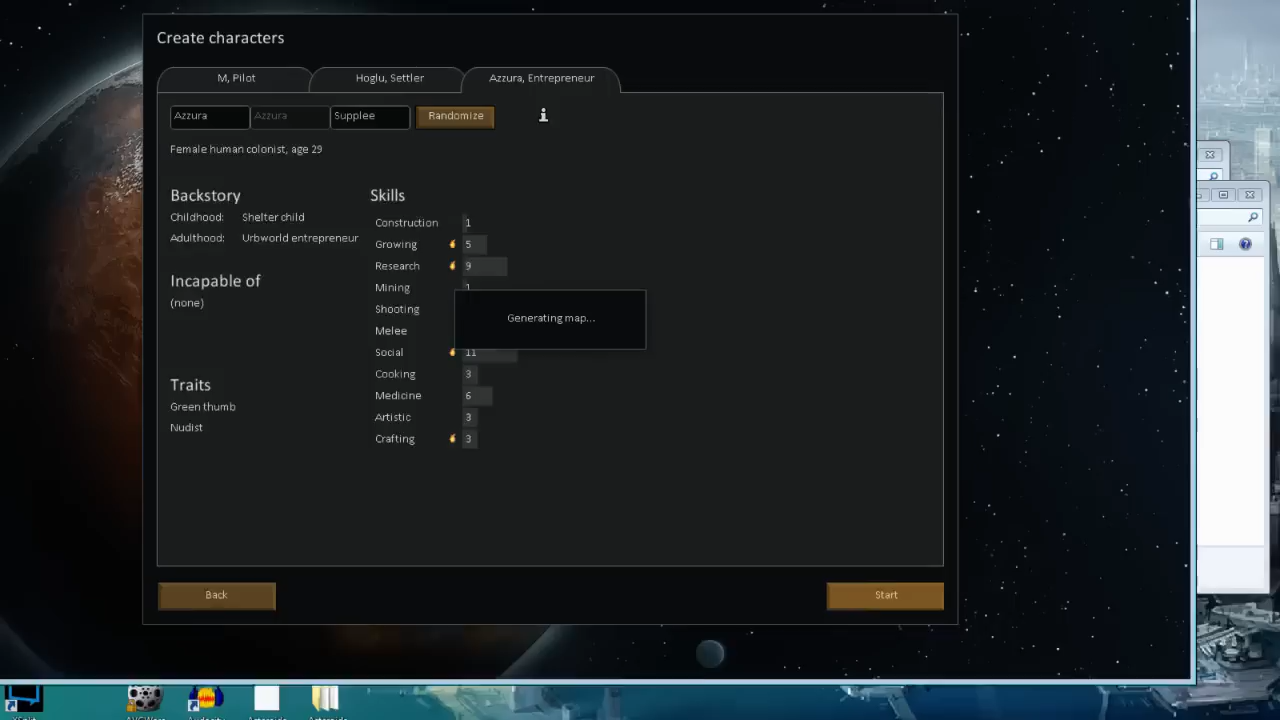 Create characters
M, Pilot
Hoglu, Settler
Azzura, Entrepreneur
Azzura
Azzura
Supplee
Randomize
Female human colonist, age 29
Backstory
Childhood: Shelter child
Adulthood: Urbworld entrepreneur
Incapable of
(none)
Traits
Green thumb
Nudist
Skills
Construction 1
Growing 5
Research 9
Mining 1
Shooting
Melee
Social 11
Cooking 3
Medicine 6
Artistic 3
Crafting 3
Generating map...
Back
Start